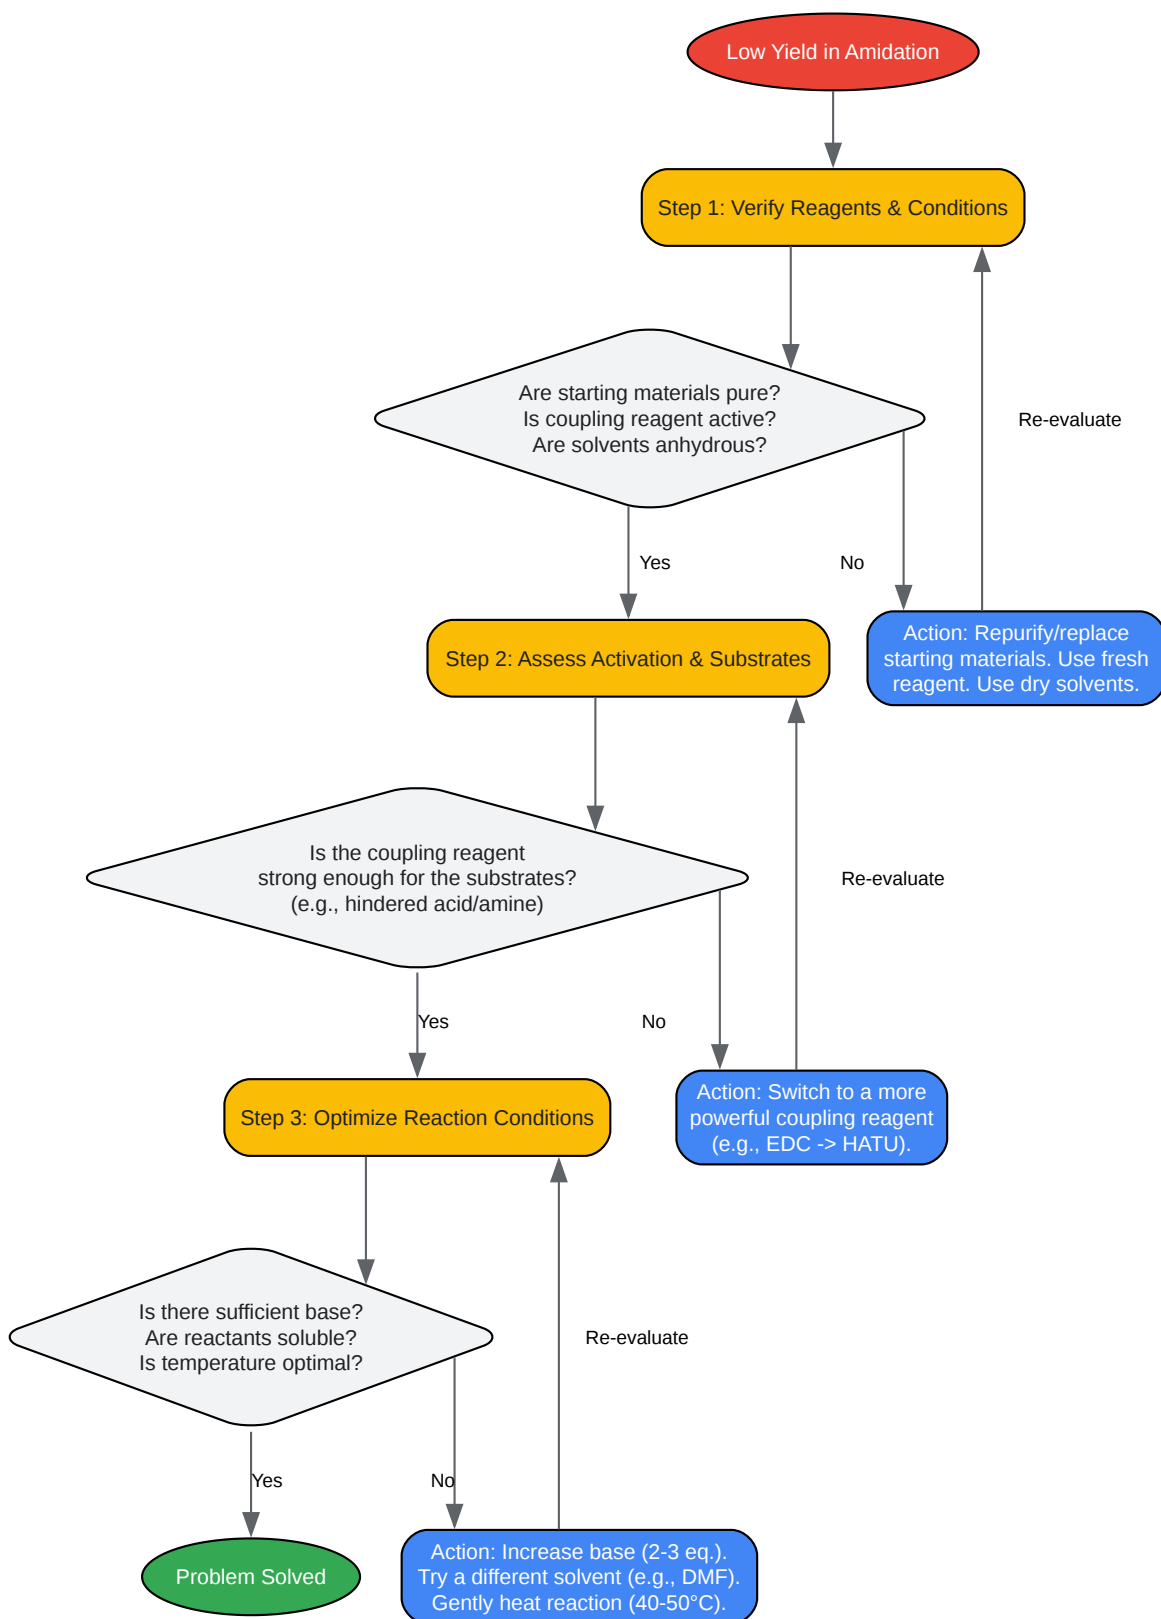 Low Yield in Amidation
Step 1: Verify Reagents & Conditions
Are starting materials pure?
Is coupling reagent active?
Are solvents anhydrous?
Re-evaluate
Yes
No
Action: Repurify/replace
starting materials. Use fresh
reagent. Use dry solvents.
Step 2: Assess Activation & Substrates
Is the coupling reagent
strong enough for the substrates?
(e.g., hindered acid/amine)
Re-evaluate
Yes
No
Action: Switch to a more
powerful coupling reagent
(e.g., EDC -> HATU).
Step 3: Optimize Reaction Conditions
Is there sufficient base?
Are reactants soluble?
Is temperature optimal?
Re-evaluate
Yes
No
Problem Solved
Action: Increase base (2-3 eq.).
Try a different solvent (e.g., DMF).
Gently heat reaction (40-50°C).